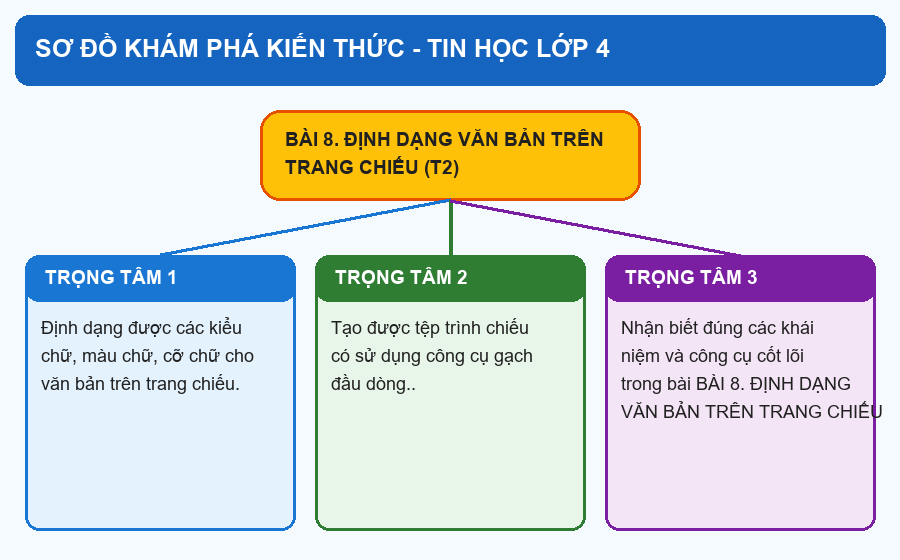 SƠ ĐỒ KHÁM PHÁ KIẾN THỨC - TIN HỌC LỚP 4
BÀI 8. ĐỊNH DẠNG VĂN BẢN TRÊN
TRANG CHIẾU (T2)
TRỌNG TÂM 1
Định dạng được các kiểu
chữ, màu chữ, cỡ chữ cho
văn bản trên trang chiếu.
TRỌNG TÂM 2
Tạo được tệp trình chiếu
có sử dụng công cụ gạch
đầu dòng..
TRỌNG TÂM 3
Nhận biết đúng các khái
niệm và công cụ cốt lõi
trong bài BÀI 8. ĐỊNH DẠNG
VĂN BẢN TRÊN TRANG CHIẾU